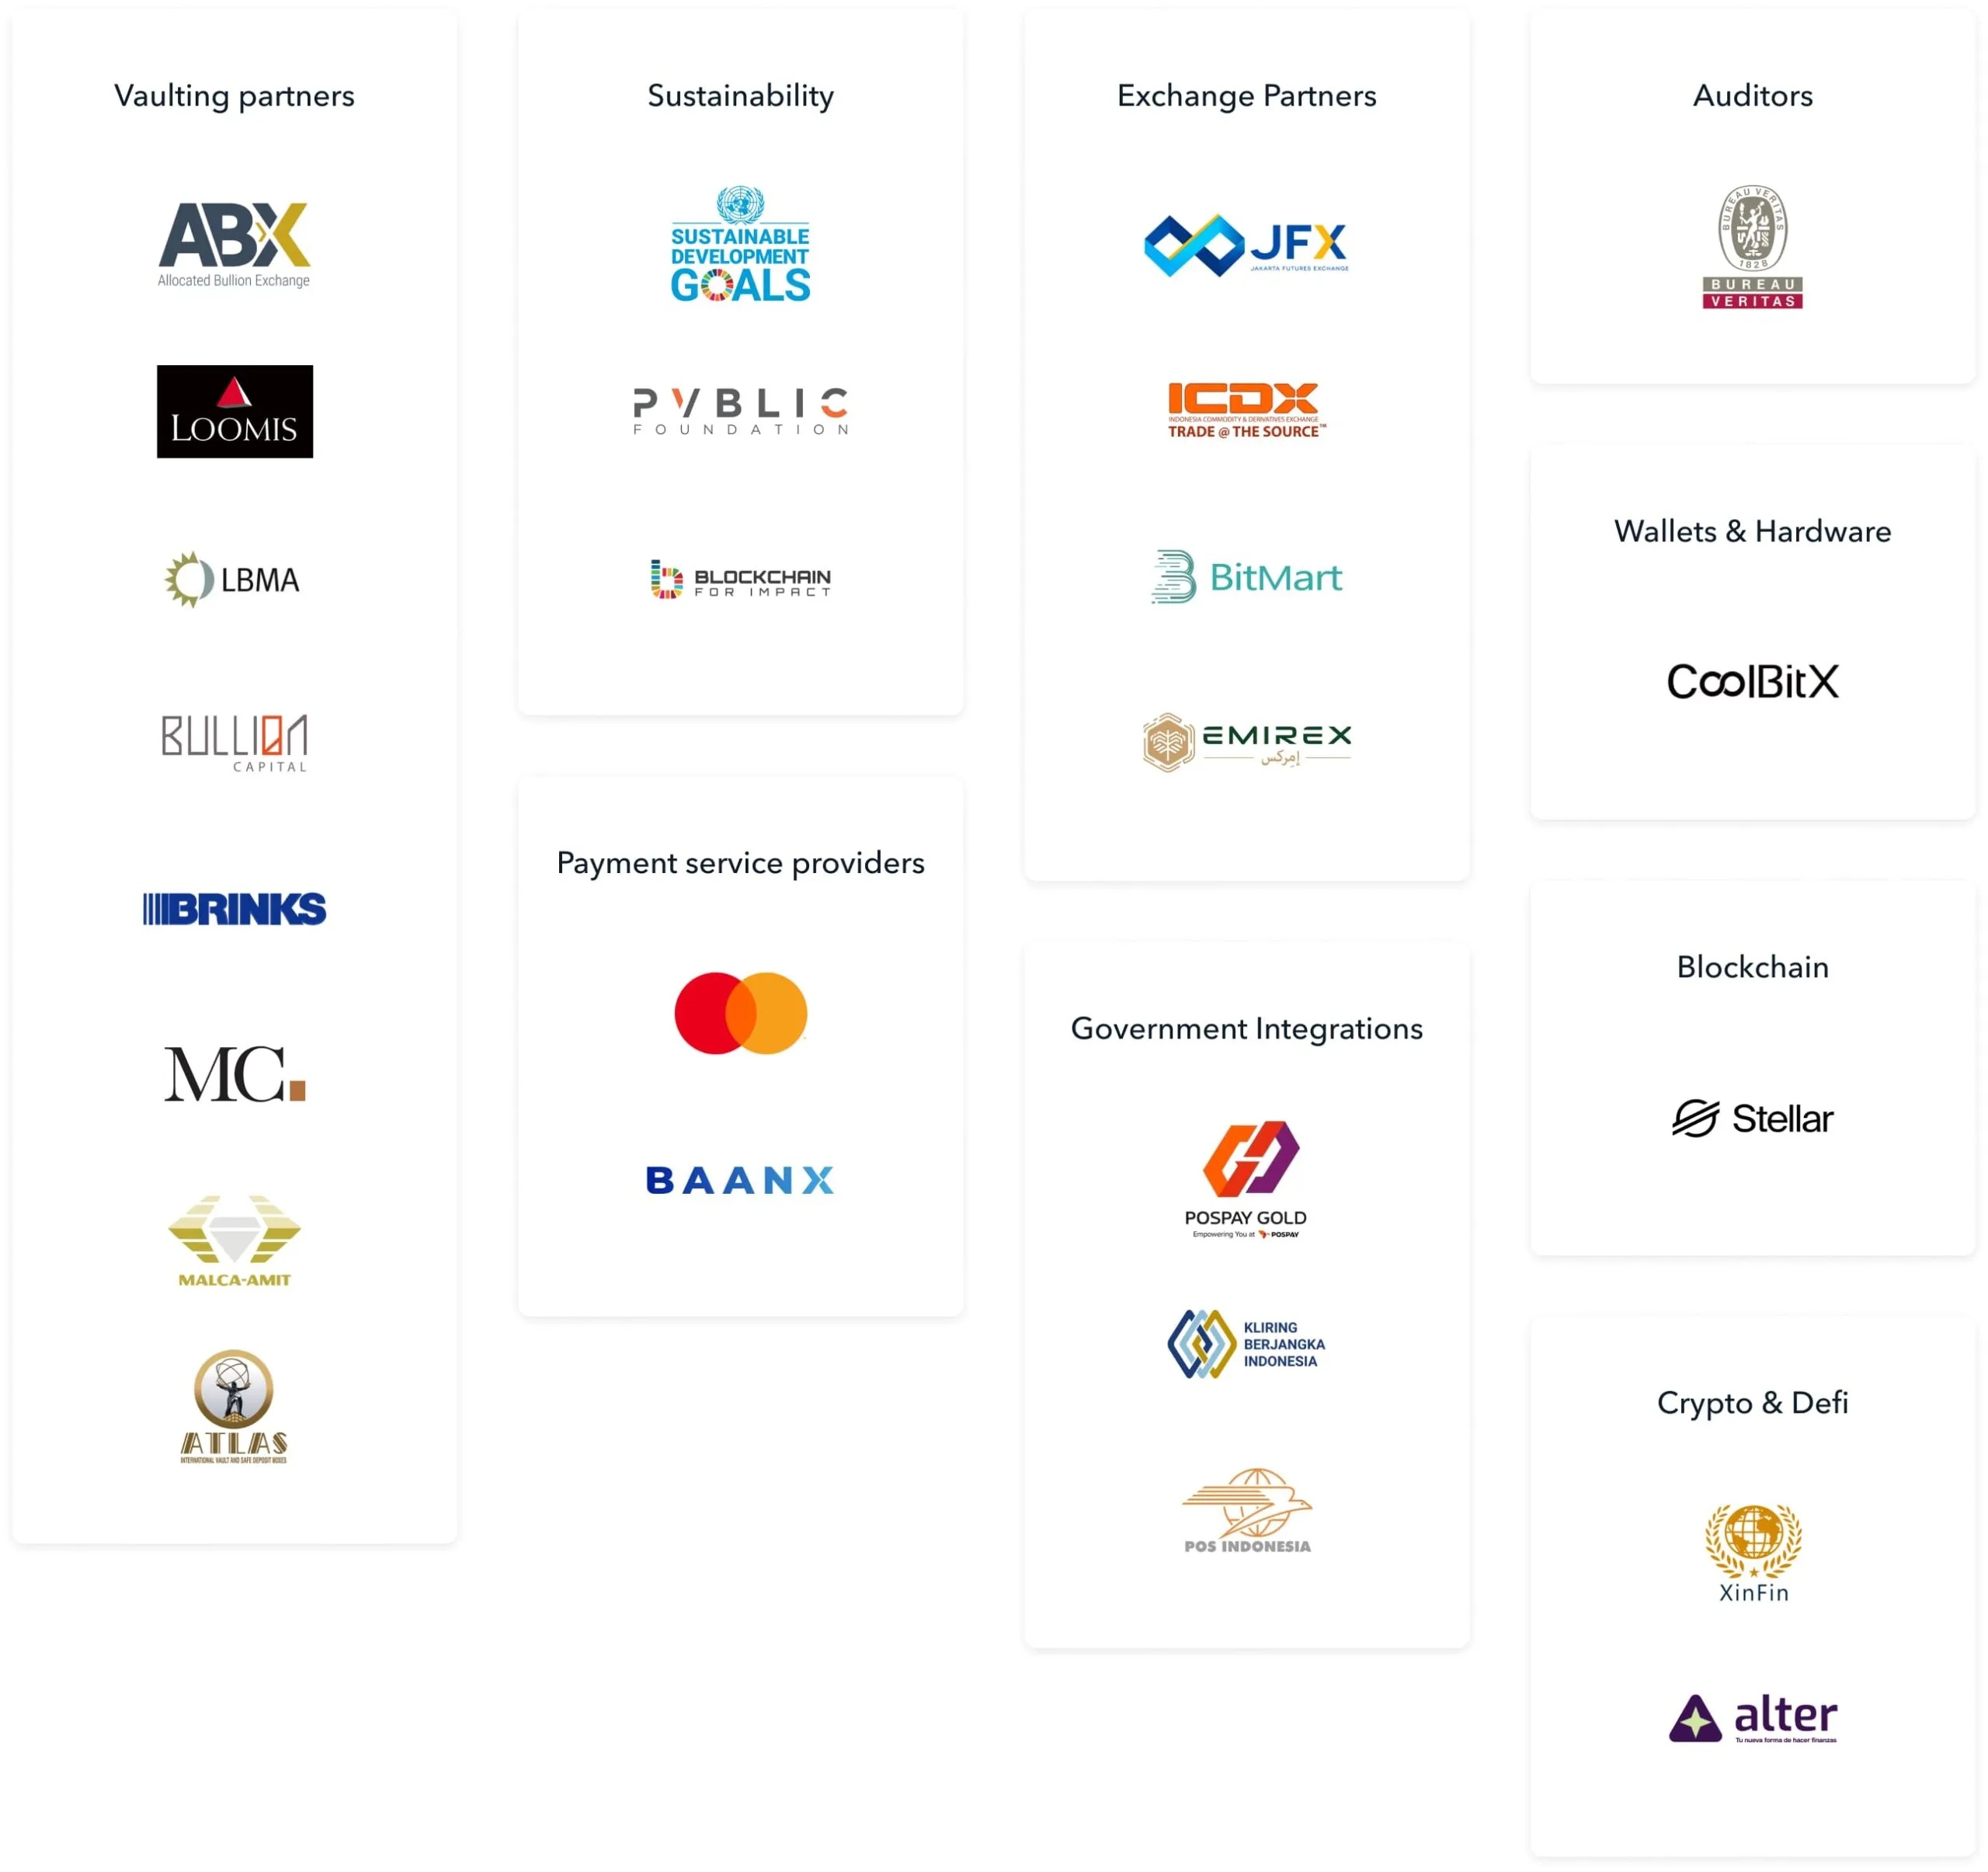 Vaulting partners
ABX
Allocated Bullion Exchange
LOOMIS
LBMA
BULLION
CAPITAL
BRINKS
MC.
MALCA-AMIT
ATLAS
INTERNATIONAL VAULT AND SAFE DEPOSIT BOXES
Sustainability
SUSTAINABLE
DEVELOPMENT
GOALS
PVBLIC
FOUNDATION
BLOCKCHAIN
FOR IMPACT
Payment service providers
BAANX
Exchange Partners
JFX
JAKARTA FUTURES EXCHANGE
ICDX
INDONESIA COMMODITY & DERIVATIVES EXCHANGE
TRADE @ THE SOURCE™
BitMart
EMIREX
إمركس
Government Integrations
POSPAY GOLD
Empowering You at POSPAY
KLIRING
BERJANGKA
INDONESIA
POS INDONESIA
Auditors
BUREAU VERITAS
1828
BUREAU
VERITAS
Wallets & Hardware
CoolBitX
Blockchain
Stellar
Crypto & Defi
XinFin
alter
Tu nueva forma de hacer finanzas